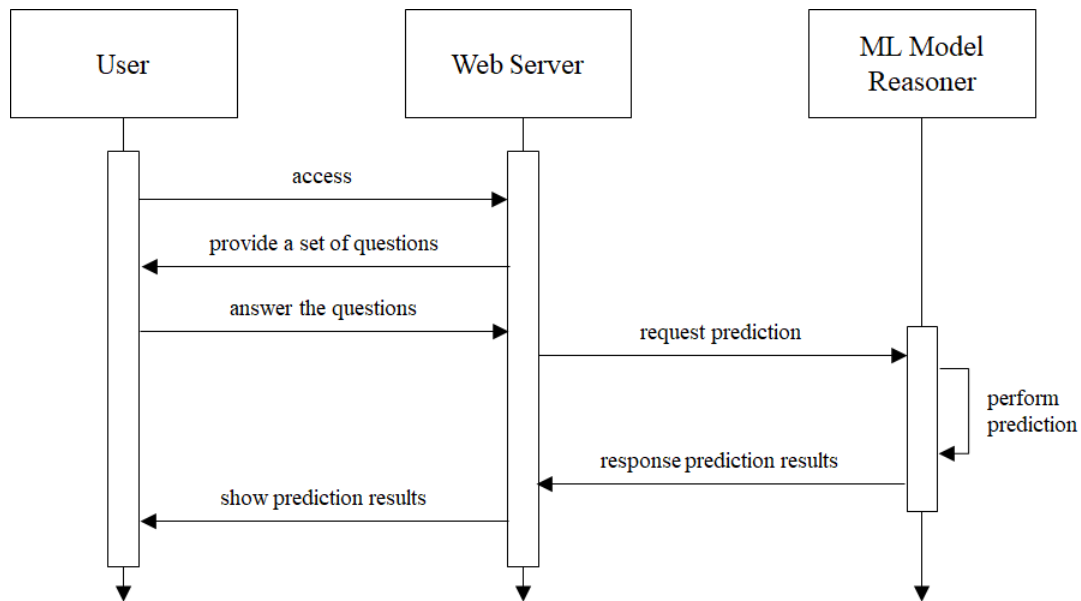 User
Web Server
ML Model
Reasoner
access
provide a set of questions
answer the questions
request prediction
perform
prediction
response prediction results
show prediction results